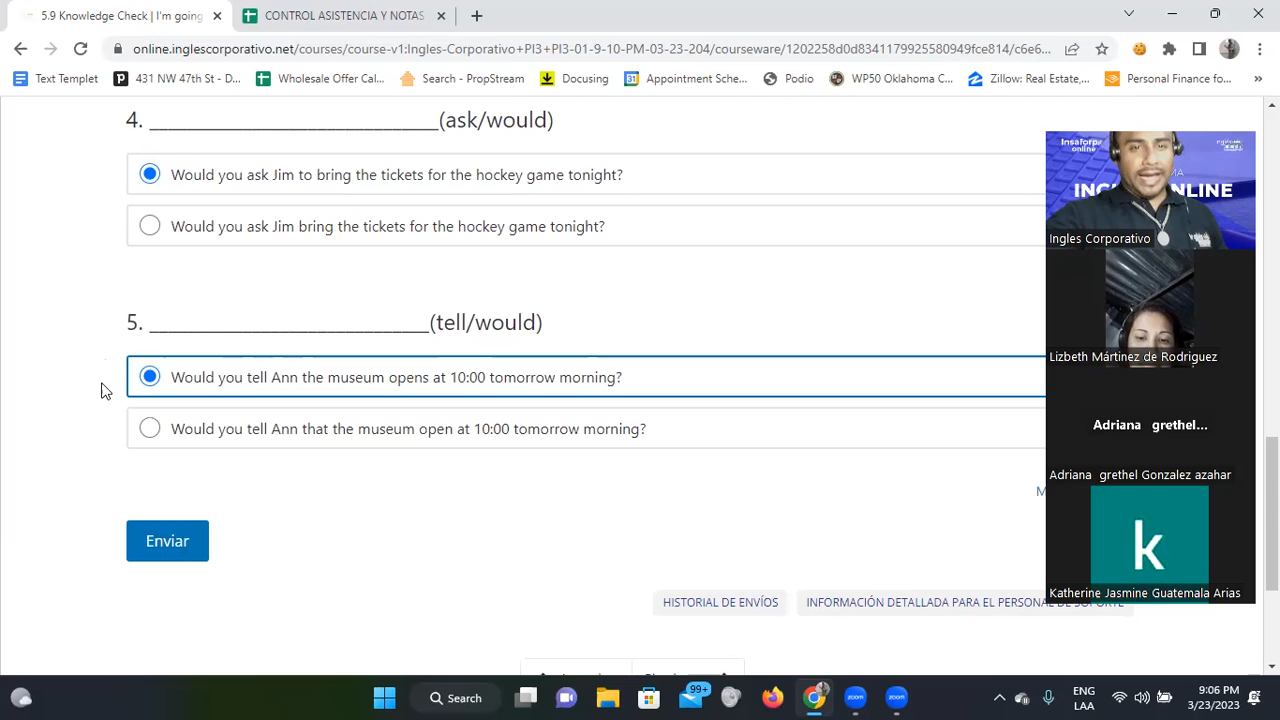 5.9 Knowledge Check | I'm going
CONTROL ASISTENCIA Y NOTAS
online.inglescorporativo.net/courses/course-v1:Ingles-Corporativo+PI3+PI3-01-9-10-PM-03-23-204/courseware/1202258d0d8341179925580949fce814/c6e6...
Text Templet
431 NW 47th St - D...
Wholesale Offer Cal...
Search - PropStream
Docusing
Appointment Sche...
Podio
WP50 Oklahoma C...
Zillow: Real Estate,...
Personal Finance fo...
4. ______________________________(ask/would)
Would you ask Jim to bring the tickets for the hockey game tonight?
Would you ask Jim bring the tickets for the hockey game tonight?
5. _____________________________(tell/would)
Would you tell Ann the museum opens at 10:00 tomorrow morning?
Would you tell Ann that the museum open at 10:00 tomorrow morning?
Enviar
HISTORIAL DE ENVÍOS
INFORMACIÓN DETALLADA PARA EL PERSONAL DE SOPORTE
Insaforp
online
Ingles Corporativo
Lizbeth Mártinez de Rodriguez
Adriana grethel...
Adriana grethel Gonzalez azahar
k
Katherine Jasmine Guatemala Arias
Search
99+
ENG
LAA
9:06 PM
3/23/2023